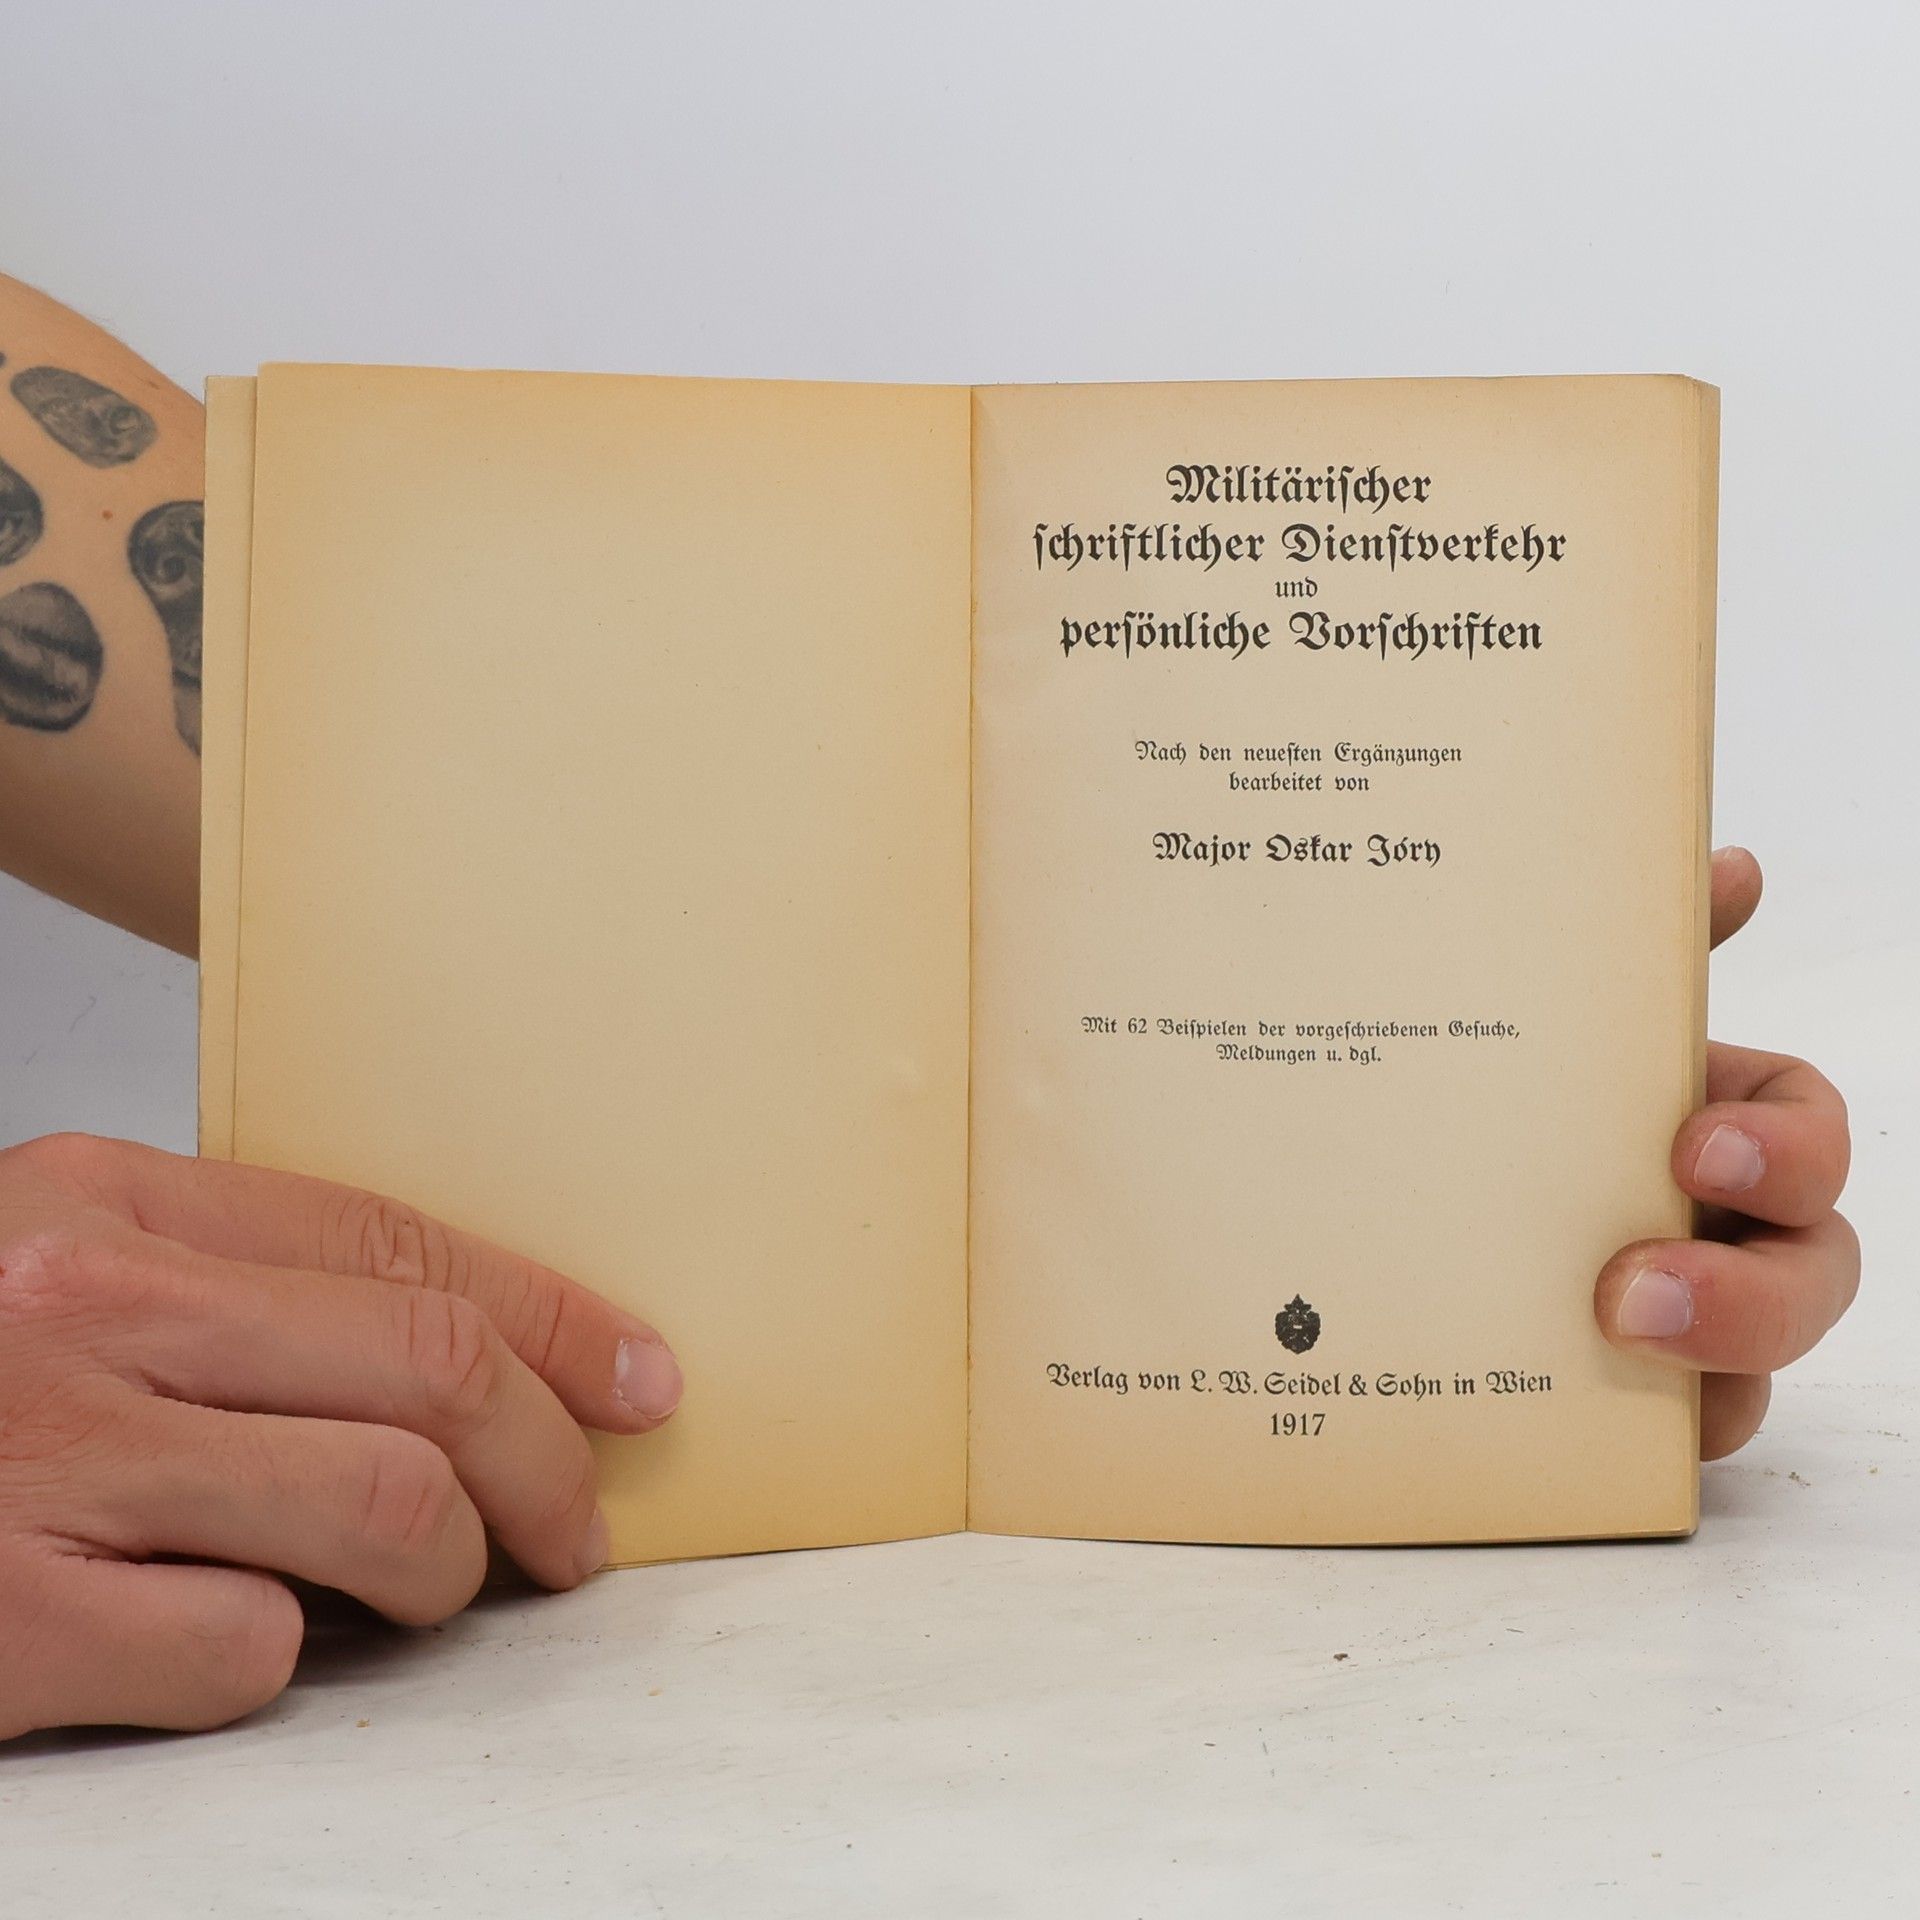 Militärischer
schriftlicher Dienstverkehr
und
persönliche Vorschriften
Nach den neuesten Ergänzungen
bearbeitet von
Major Oskar Jóry
Mit 62 Beispielen der vorgeschriebenen Gesuche,
Meldungen u. dgl.
Verlag von L. W. Seidel & Sohn in Wien
1917